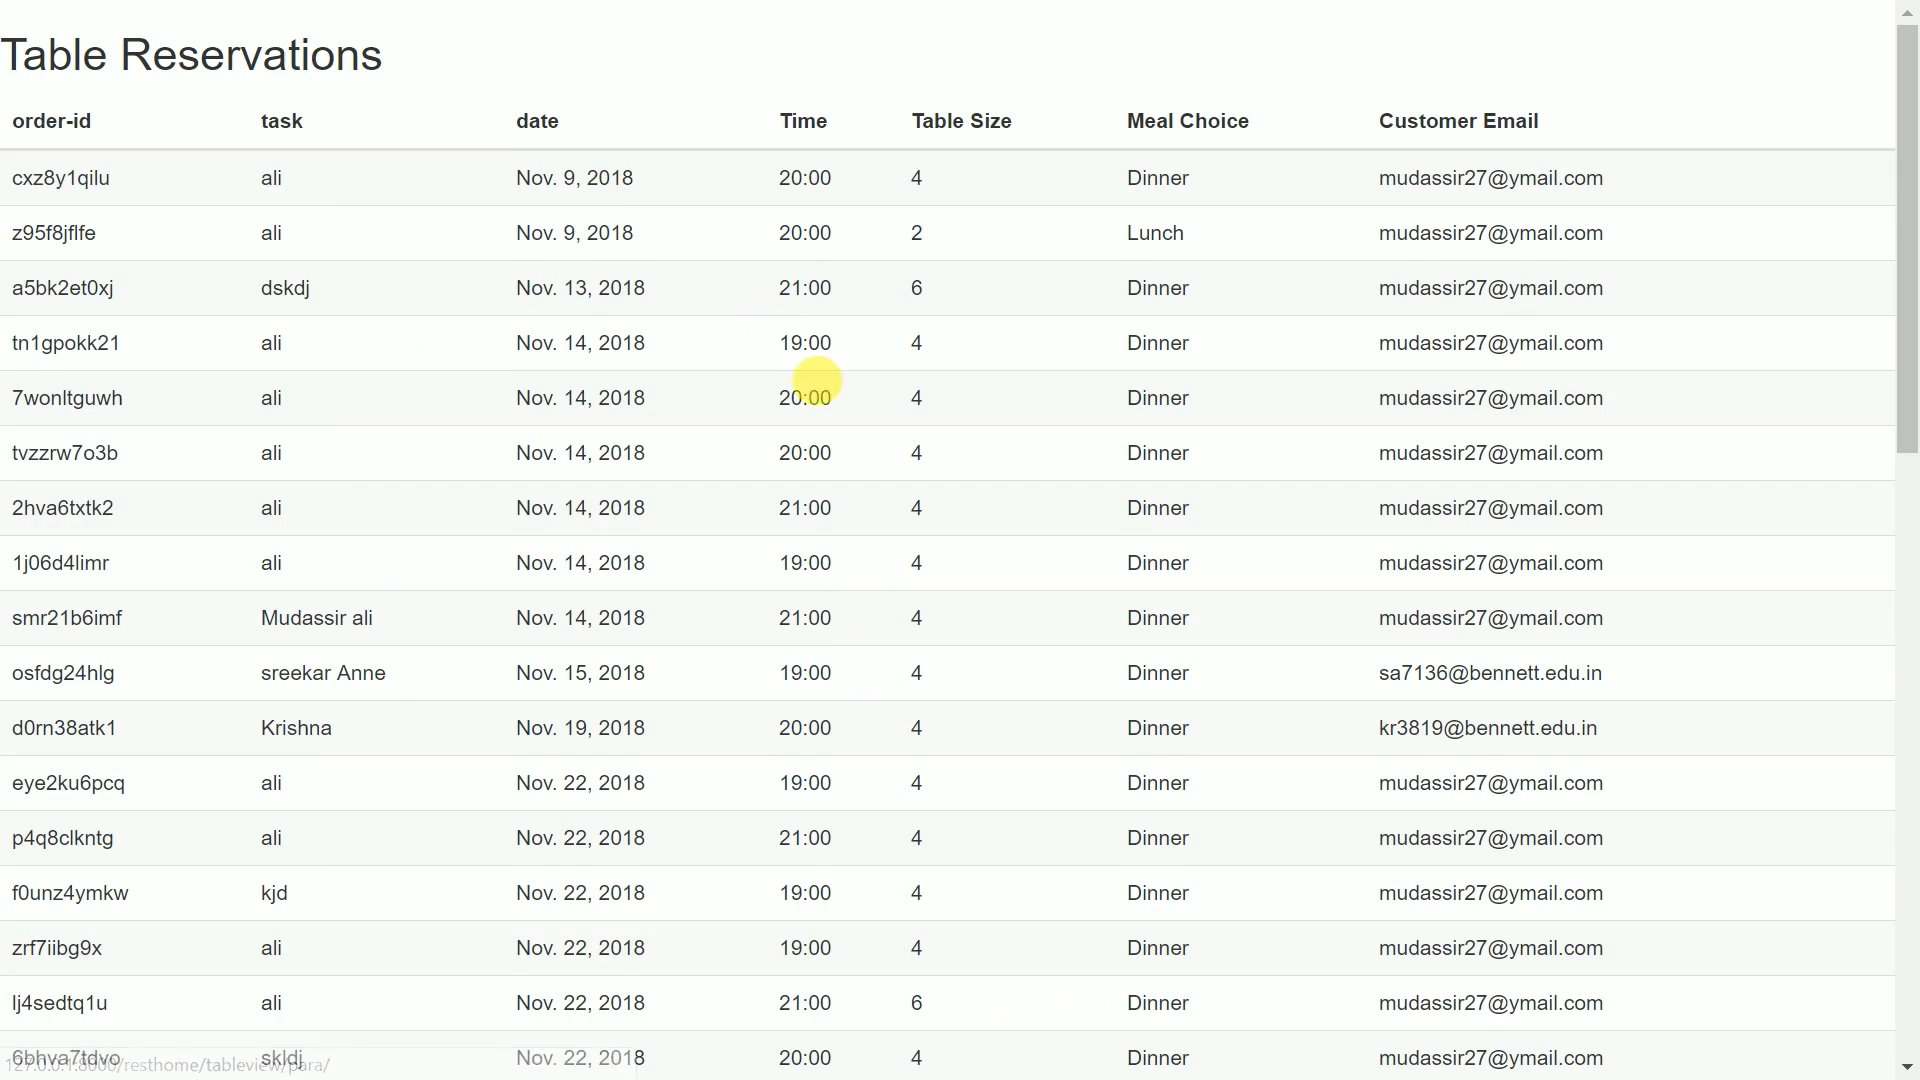 Table Reservations
order-id task date Time Table Size Meal Choice Customer Email
cxz8y1qilu ali Nov. 9, 2018 20:00 4 Dinner mudassir27@ymail.com
z95f8jflfe ali Nov. 9, 2018 20:00 2 Lunch mudassir27@ymail.com
a5bk2et0xj dskdj Nov. 13, 2018 21:00 6 Dinner mudassir27@ymail.com
tn1gpokk21 ali Nov. 14, 2018 19:00 4 Dinner mudassir27@ymail.com
7wonltguwh ali Nov. 14, 2018 20:00 4 Dinner mudassir27@ymail.com
tvzzrw7o3b ali Nov. 14, 2018 20:00 4 Dinner mudassir27@ymail.com
2hva6txtk2 ali Nov. 14, 2018 21:00 4 Dinner mudassir27@ymail.com
1j06d4limr ali Nov. 14, 2018 19:00 4 Dinner mudassir27@ymail.com
smr21b6imf Mudassir ali Nov. 14, 2018 21:00 4 Dinner mudassir27@ymail.com
osfdg24hlg sreekar Anne Nov. 15, 2018 19:00 4 Dinner sa7136@bennett.edu.in
d0rn38atk1 Krishna Nov. 19, 2018 20:00 4 Dinner kr3819@bennett.edu.in
eye2ku6pcq ali Nov. 22, 2018 19:00 4 Dinner mudassir27@ymail.com
p4q8clkntg ali Nov. 22, 2018 21:00 4 Dinner mudassir27@ymail.com
f0unz4ymkw kjd Nov. 22, 2018 19:00 4 Dinner mudassir27@ymail.com
zrf7iibg9x ali Nov. 22, 2018 19:00 4 Dinner mudassir27@ymail.com
lj4sedtq1u ali Nov. 22, 2018 21:00 6 Dinner mudassir27@ymail.com
6bhva7tdvo skldj Nov. 22, 2018 20:00 4 Dinner mudassir27@ymail.com
127.0.0.1:8000/resthome/tableview/para/